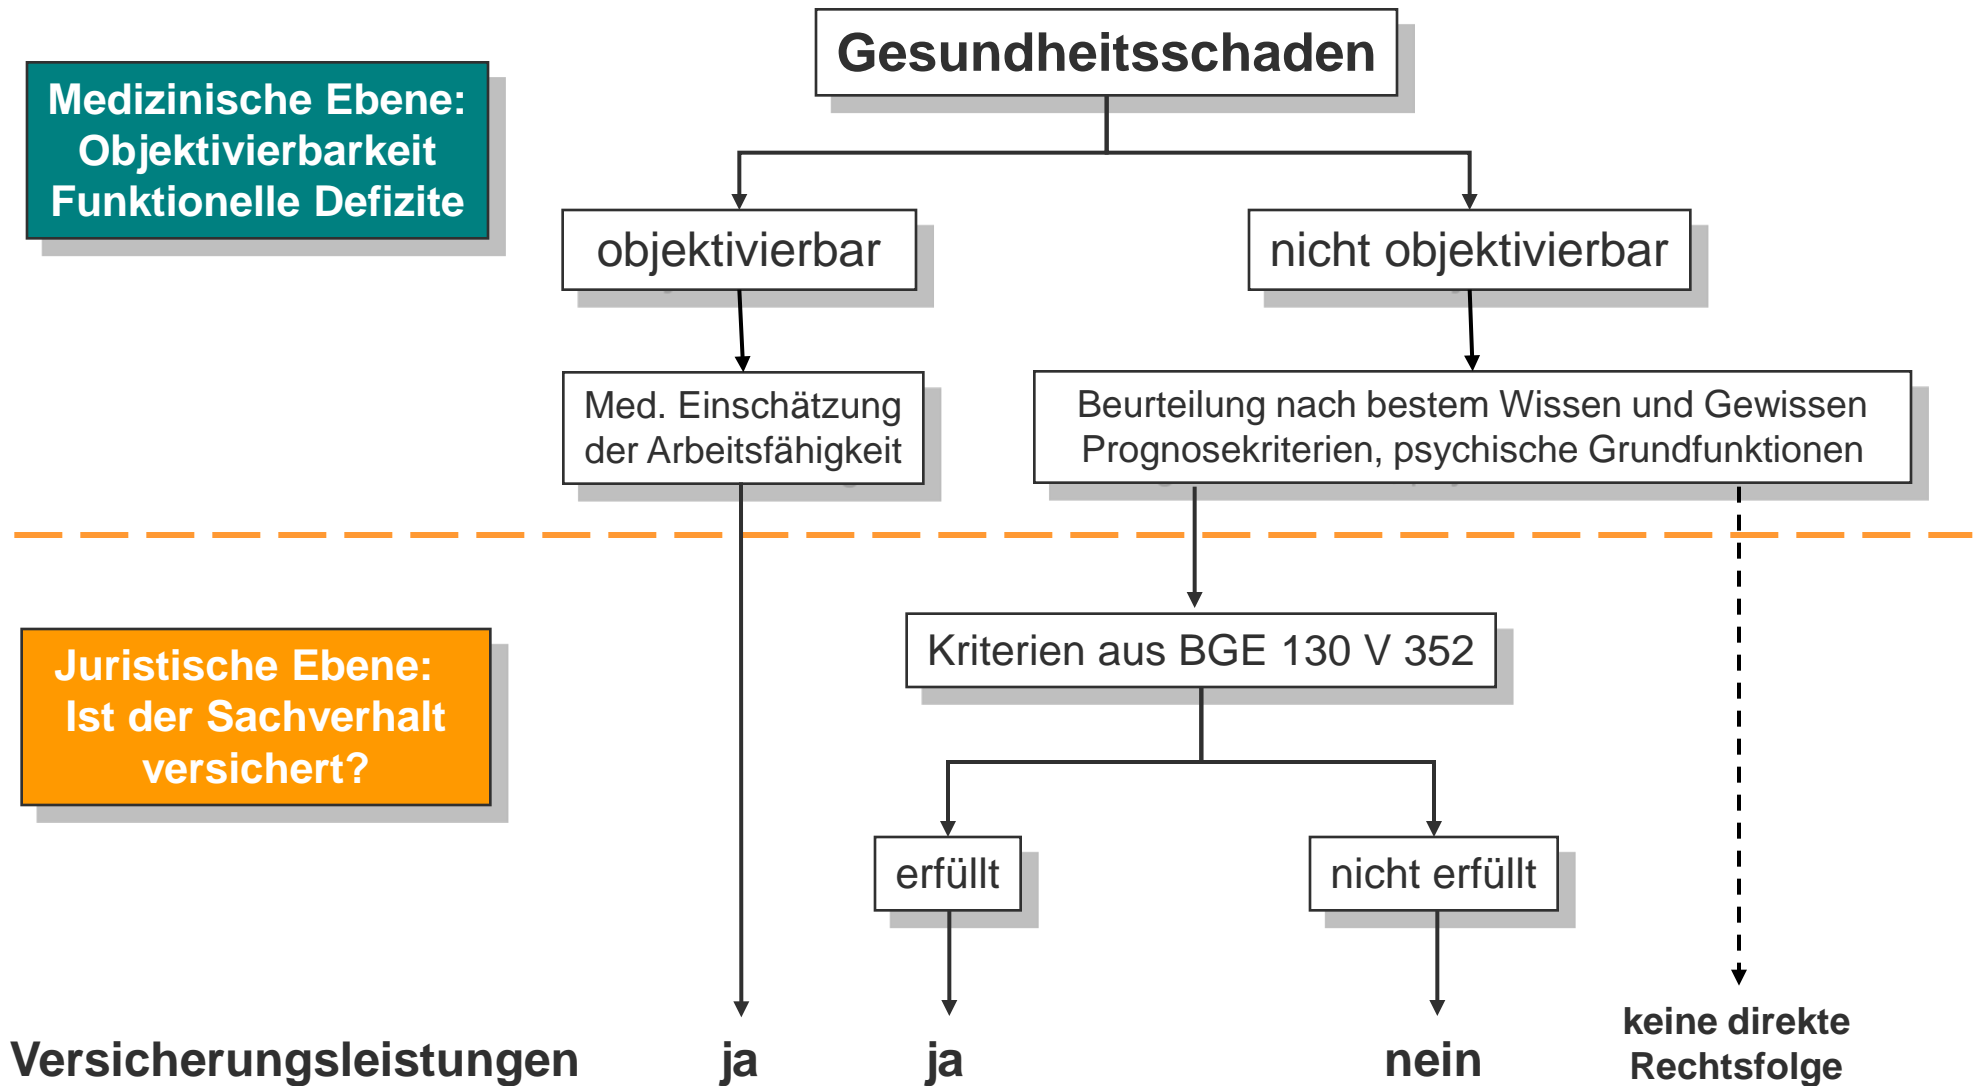 Gesundheitsschaden
Medizinische Ebene:
Objektivierbarkeit
Funktionelle Defizite
objektivierbar
nicht objektivierbar
Med. Einschätzung
der Arbeitsfähigkeit
Beurteilung nach bestem Wissen und Gewissen
Prognosekriterien, psychische Grundfunktionen
Juristische Ebene:
Ist der Sachverhalt
versichert?
Kriterien aus BGE 130 V 352
erfüllt
nicht erfüllt
Versicherungsleistungen
ja
ja
nein
keine direkte
Rechtsfolge